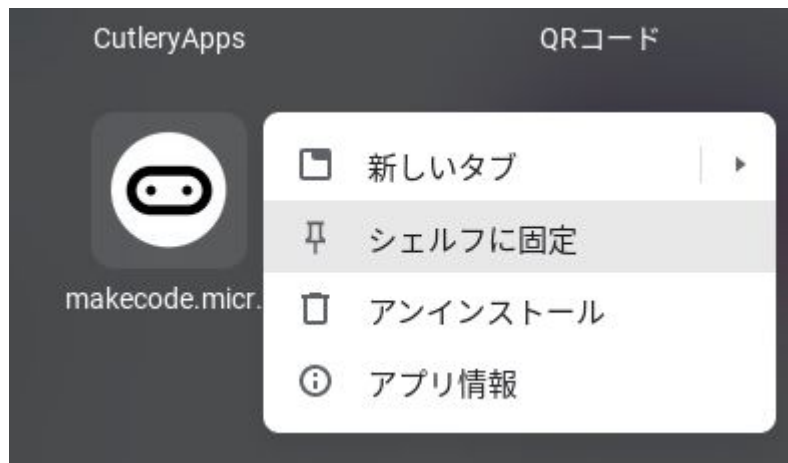 CutleryApps
QRコード
新しいタブ
シェルフに固定
makecode.micr.
アンインストール
アプリ情報